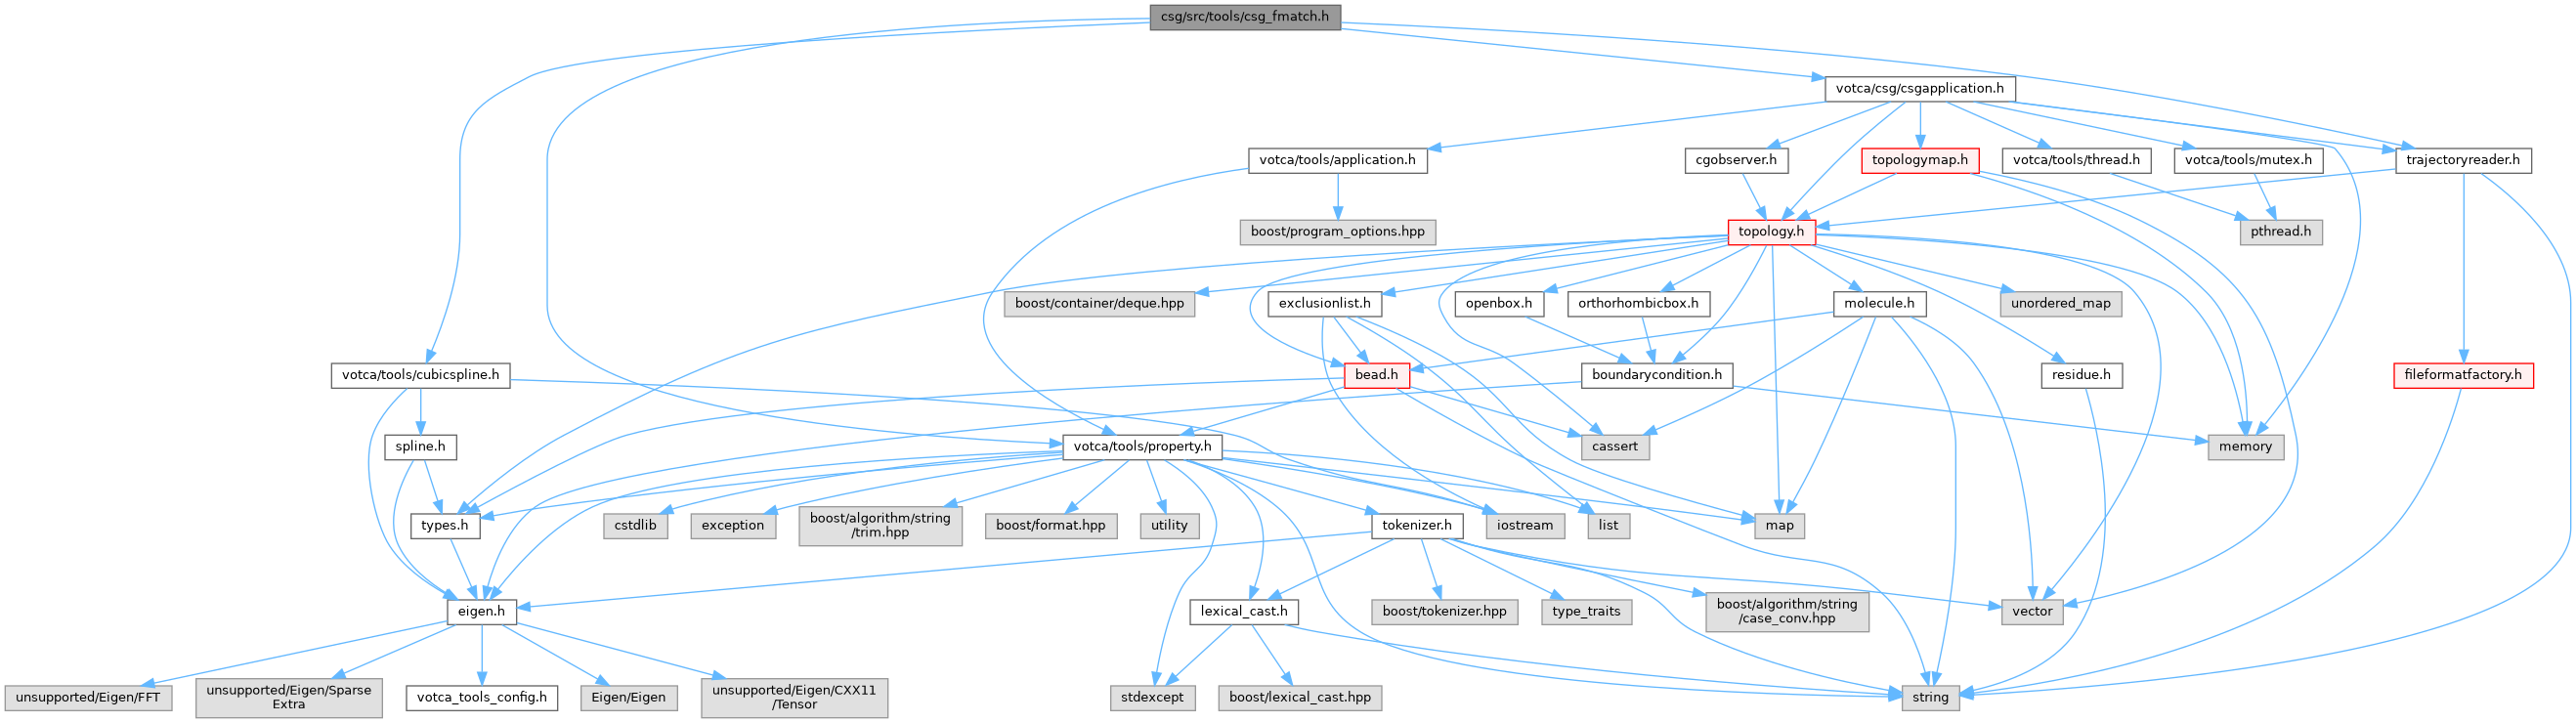 csg/src/tools/csg_fmatch.h
votca/csg/csgapplication.h
votca/tools/application.h
cgobserver.h
topologymap.h
votca/tools/thread.h
votca/tools/mutex.h
trajectoryreader.h
boost/program_options.hpp
topology.h
pthread.h
boost/container/deque.hpp
exclusionlist.h
openbox.h
orthorhombicbox.h
molecule.h
unordered_map
votca/tools/cubicspline.h
bead.h
boundarycondition.h
residue.h
fileformatfactory.h
spline.h
votca/tools/property.h
cassert
memory
types.h
cstdlib
exception
boost/algorithm/string
/trim.hpp
boost/format.hpp
utility
tokenizer.h
iostream
list
map
eigen.h
lexical_cast.h
boost/tokenizer.hpp
type_traits
boost/algorithm/string
/case_conv.hpp
vector
unsupported/Eigen/FFT
unsupported/Eigen/Sparse
Extra
votca_tools_config.h
Eigen/Eigen
unsupported/Eigen/CXX11
/Tensor
stdexcept
boost/lexical_cast.hpp
string